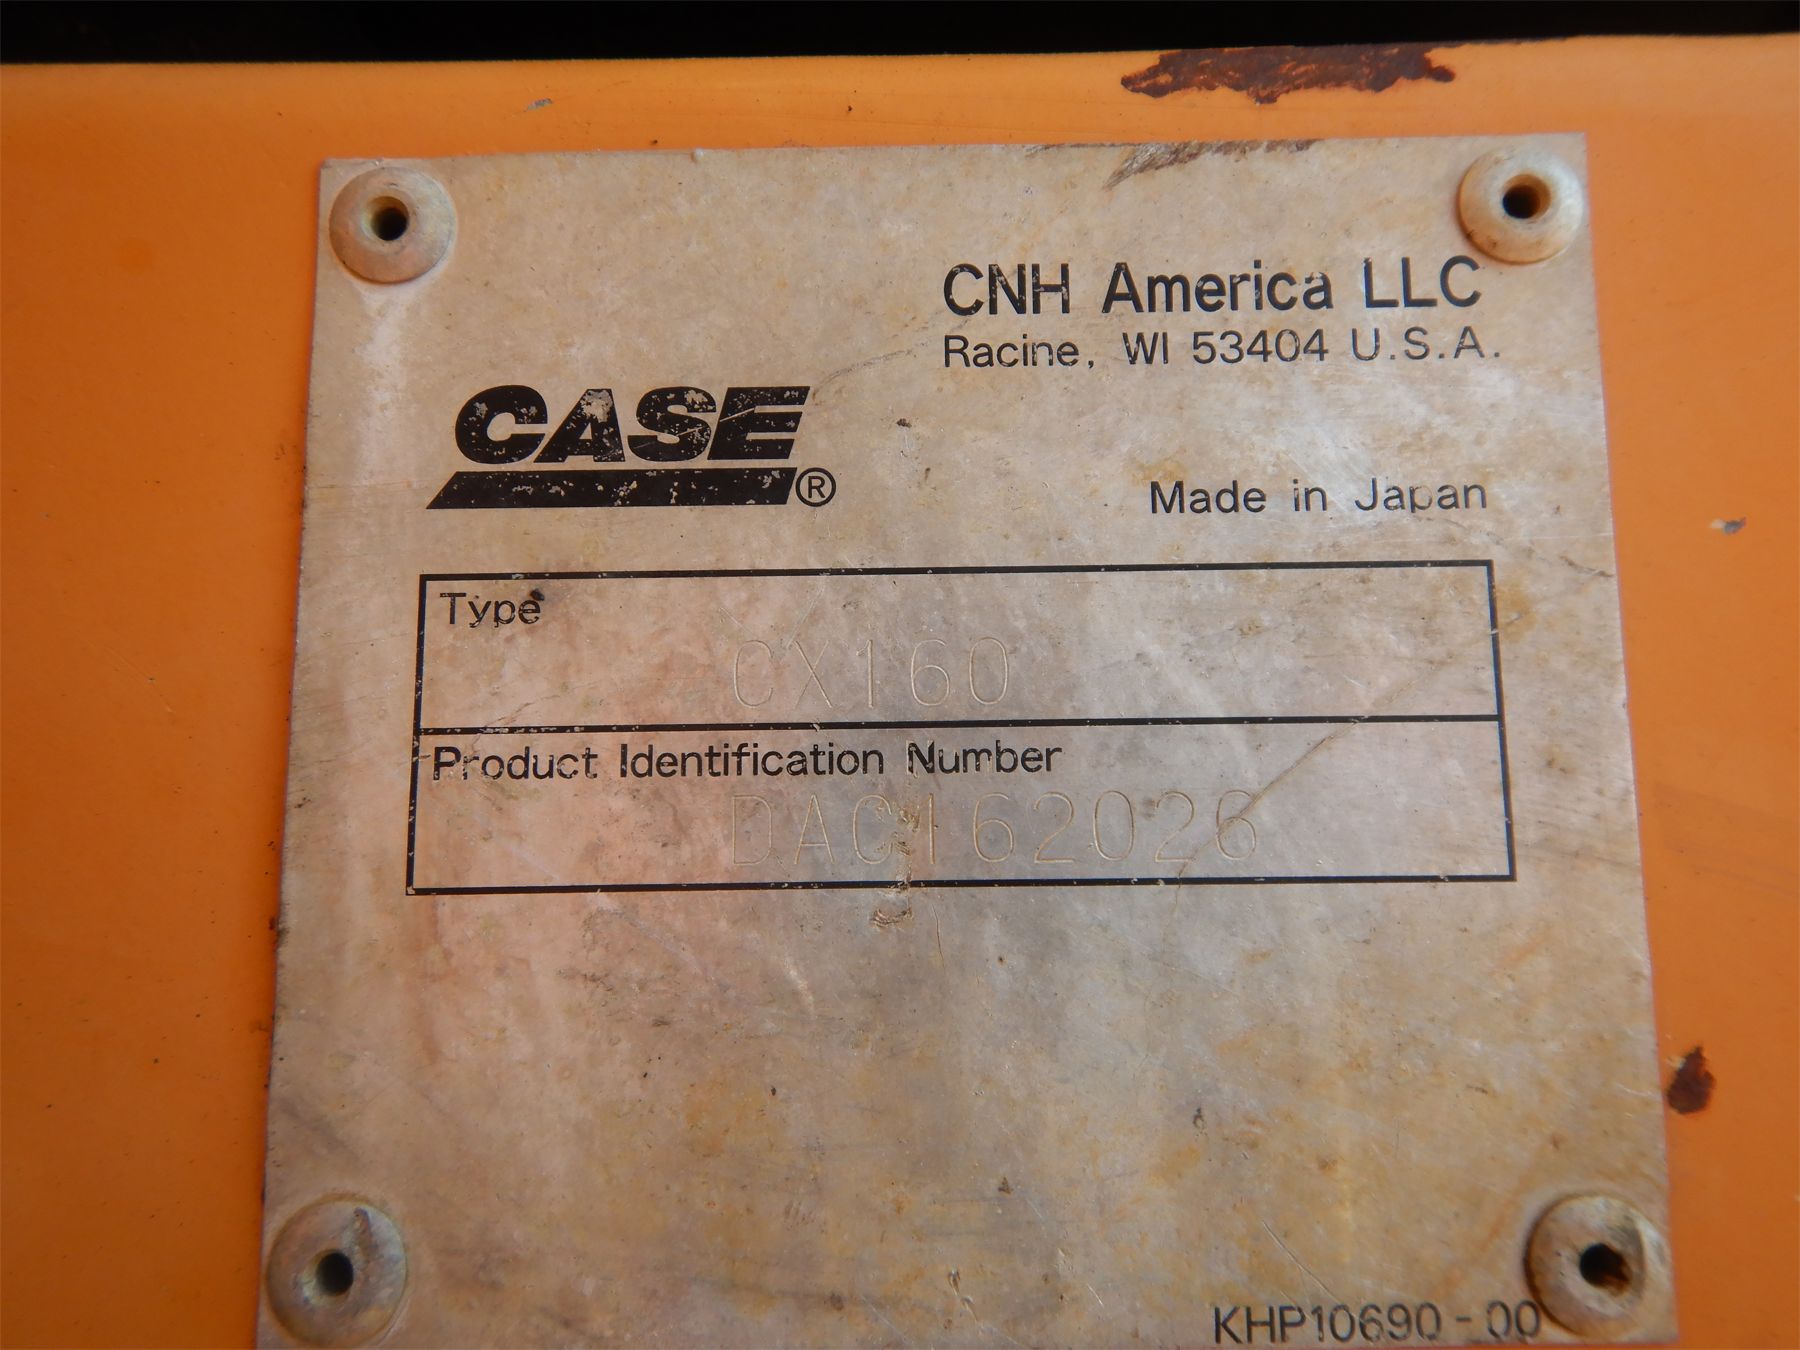 CNH America LLC
Racine, WI 53404 U.S.A.
CASE®
Made in Japan
Type
CX160
Product Identification Number
DAC162026
KHP10690-00